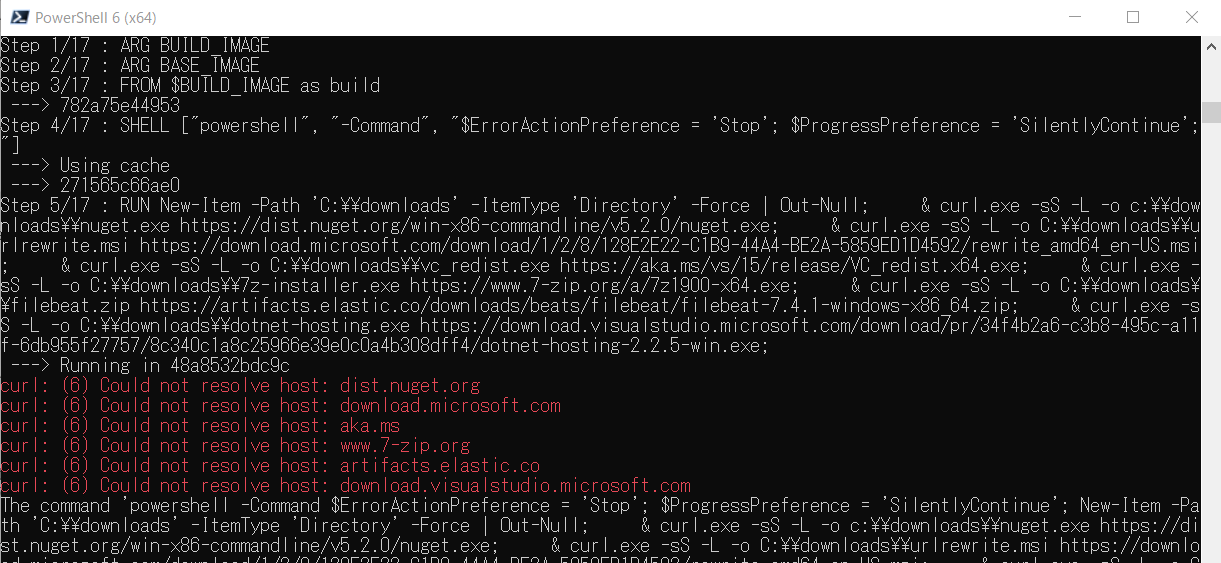 PowerShell 6 (x64)
Step 1/17 : ARG BUILD_IMAGE
Step 2/17 : ARG BASE_IMAGE
Step 3/17 : FROM $BUILD_IMAGE as build
 ---> 782a75e44953
Step 4/17 : SHELL ["powershell", "-Command", "$ErrorActionPreference = 'Stop'; $ProgressPreference = 'SilentlyContinue';
"]
 ---> Using cache
 ---> 271565c66ae0
Step 5/17 : RUN New-Item -Path 'C:¥¥downloads' -ItemType 'Directory' -Force | Out-Null;     & curl.exe -sS -L -o c:¥¥dow
nloads¥¥nuget.exe https://dist.nuget.org/win-x86-commandline/v5.2.0/nuget.exe;     & curl.exe -sS -L -o C:¥¥downloads¥¥u
rlrewrite.msi https://download.microsoft.com/download/1/2/8/128E2E22-C1B9-44A4-BE2A-5859ED1D4592/rewrite_amd64_en-US.msi
;     & curl.exe -sS -L -o C:¥¥downloads¥¥vc_redist.exe https://aka.ms/vs/15/release/VC_redist.x64.exe;     & curl.exe -
sS -L -o C:¥¥downloads¥¥7z-installer.exe https://www.7-zip.org/a/7z1900-x64.exe;     & curl.exe -sS -L -o C:¥¥downloads¥
¥filebeat.zip https://artifacts.elastic.co/downloads/beats/filebeat/filebeat-7.4.1-windows-x86_64.zip;     & curl.exe -s
S -L -o C:¥¥downloads¥¥dotnet-hosting.exe https://download.visualstudio.microsoft.com/download/pr/34f4b2a6-c3b8-495c-a11
f-6db955f27757/8c340c1a8c25966e39e0c0a4b308dff4/dotnet-hosting-2.2.5-win.exe;
 ---> Running in 48a8532bdc9c
curl: (6) Could not resolve host: dist.nuget.org
curl: (6) Could not resolve host: download.microsoft.com
curl: (6) Could not resolve host: aka.ms
curl: (6) Could not resolve host: www.7-zip.org
curl: (6) Could not resolve host: artifacts.elastic.co
curl: (6) Could not resolve host: download.visualstudio.microsoft.com
The command 'powershell -Command $ErrorActionPreference = 'Stop'; $ProgressPreference = 'SilentlyContinue'; New-Item -Pa
th 'C:¥¥downloads' -ItemType 'Directory' -Force | Out-Null;     & curl.exe -sS -L -o c:¥¥downloads¥¥nuget.exe https://di
st.nuget.org/win-x86-commandline/v5.2.0/nuget.exe;     & curl.exe -sS -L -o C:¥¥downloads¥¥urlrewrite.msi https://downlo